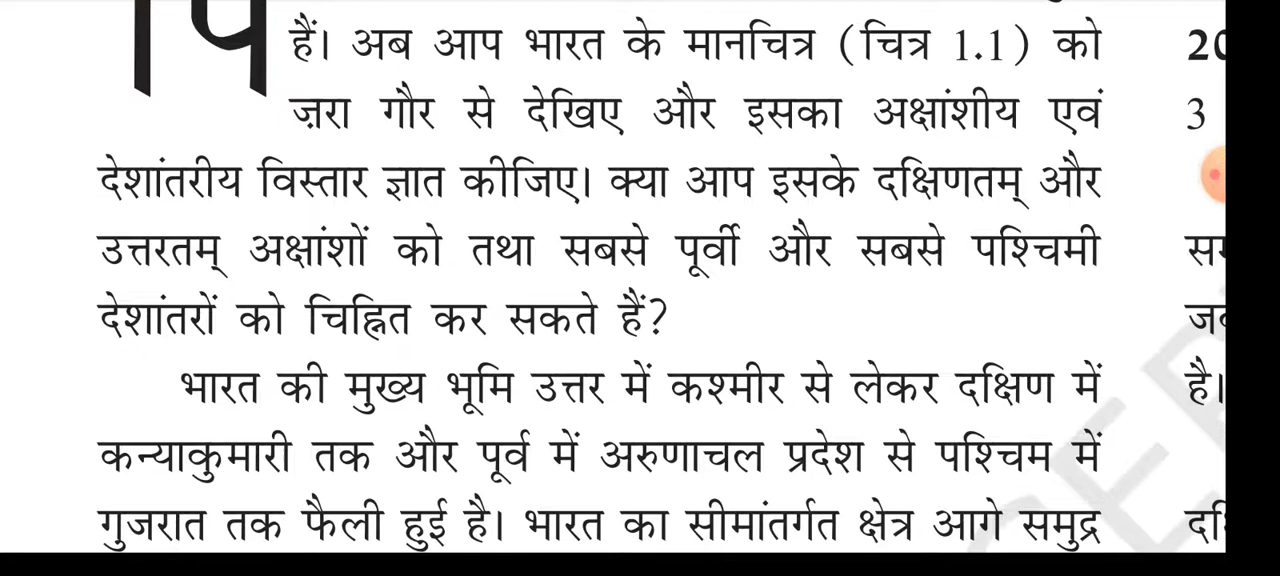 हैं। अब आप भारत के मानचित्र (चित्र 1.1) को
ज़रा गौर से देखिए और इसका अक्षांशीय एवं
देशांतरीय विस्तार ज्ञात कीजिए। क्या आप इसके दक्षिणतम् और
उत्तरतम् अक्षांशों को तथा सबसे पूर्वी और सबसे पश्चिमी
देशांतरों को चिह्नित कर सकते हैं?
भारत की मुख्य भूमि उत्तर में कश्मीर से लेकर दक्षिण में
कन्याकुमारी तक और पूर्व में अरुणाचल प्रदेश से पश्चिम में
गुजरात तक फैली हुई है। भारत का सीमांतर्गत क्षेत्र आगे समुद्र
20
3
है।